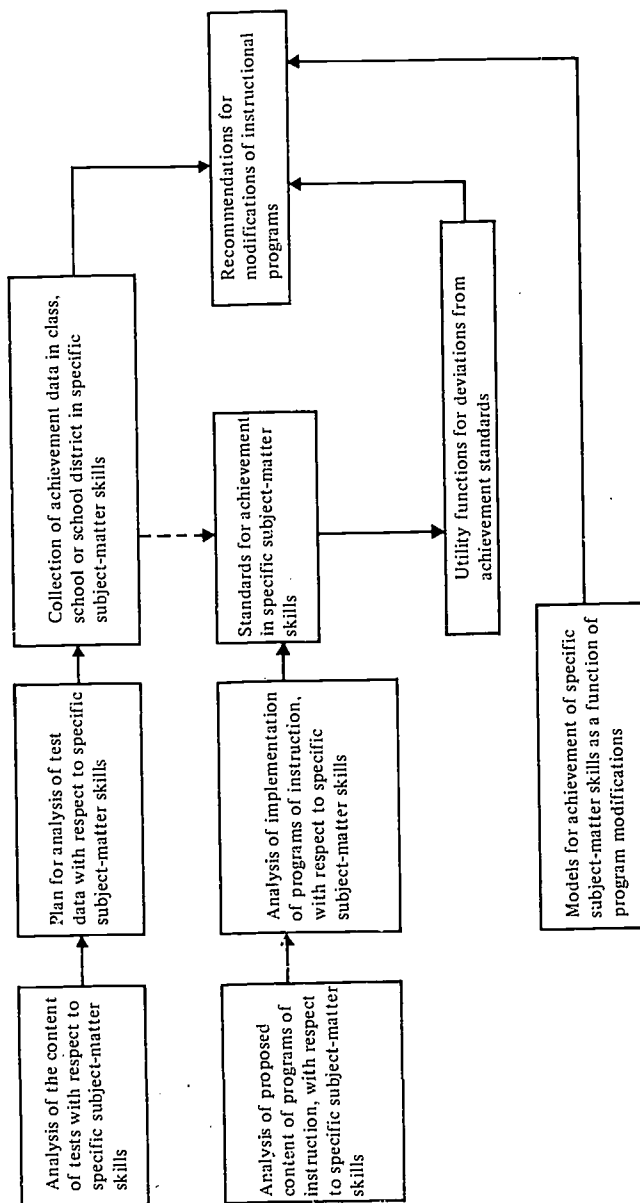 Analysis of the content
of tests with respect to
specific subject-matter
skills
Plan for analysis of test
data with respect to specific
subject-matter skills
Collection of achievement data in class,
school or school district in specific
subject-matter skills
Recommendations for
modifications of instructional
programs
Analysis of proposed
content of programs of
instruction, with respect
to specific subject-matter
skills
Analysis of implementation
of programs of instruction,
with respect to specific
subject-matter skills
Standards for achievement
in specific subject-matter
skills
Utility functions for deviations from
achievement standards
Models for achievement of specific
subject-matter skills as a function of
program modifications